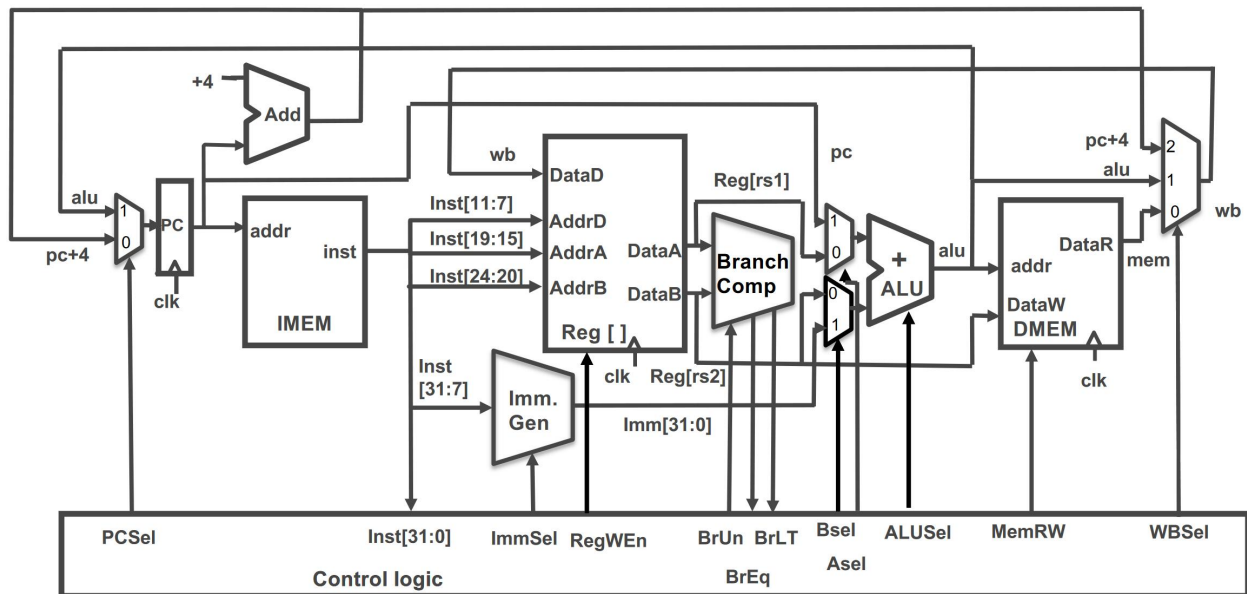 +4
Add
pc+4
2
alu
1
0
wb
alu
1
0
pc+4
PC
clk
addr
inst
IMEM
wb
DataD
Inst[11:7]
AddrD
Inst[19:15]
AddrA
Inst[24:20]
AddrB
DataA
DataB
Reg [ ]
clk
Reg[rs1]
Reg[rs2]
Branch
Comp
pc
1
0
0
1
+
ALU
alu
addr
DataW
DataR
DMEM
clk
mem
Inst
[31:7]
Imm.
Gen
Imm[31:0]
PCSel
Inst[31:0]
ImmSel
RegWEn
BrUn
BrLT
BrEq
Bsel
Asel
ALUSel
MemRW
WBSel
Control logic